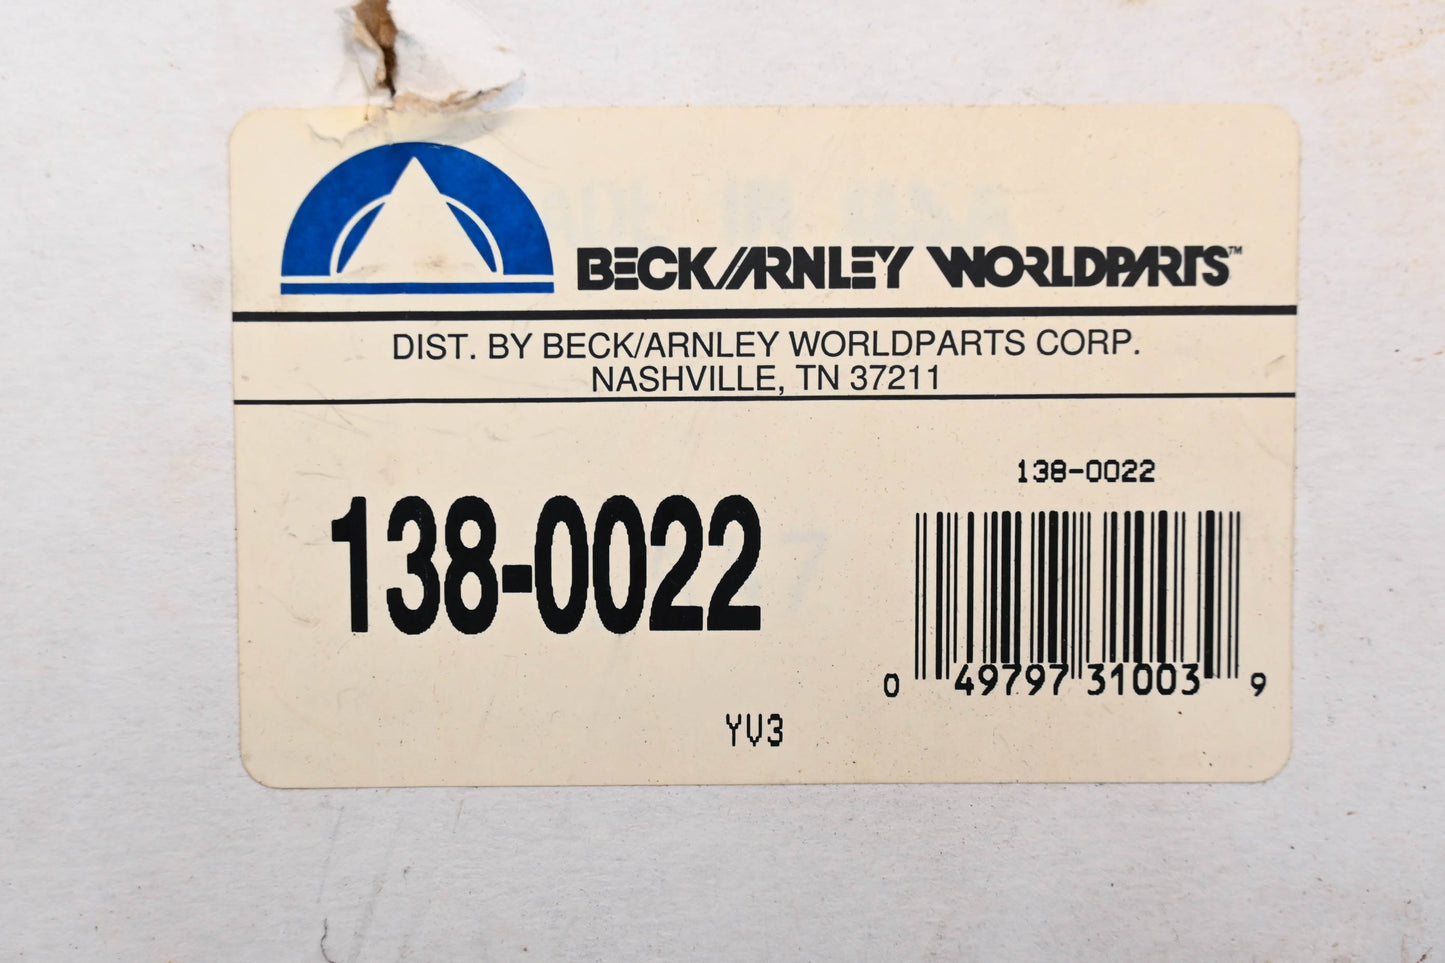 BECK/ARNLEY WORLDPARTS™
DIST. BY BECK/ARNLEY WORLDPARTS CORP.
NASHVILLE, TN 37211
138-0022
138-0022
0 49797 31003 9
YV3